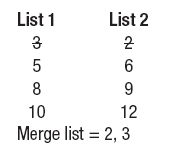 List 1 List 2
3 2
5 6
8 9
10 12
Merge list = 2, 3